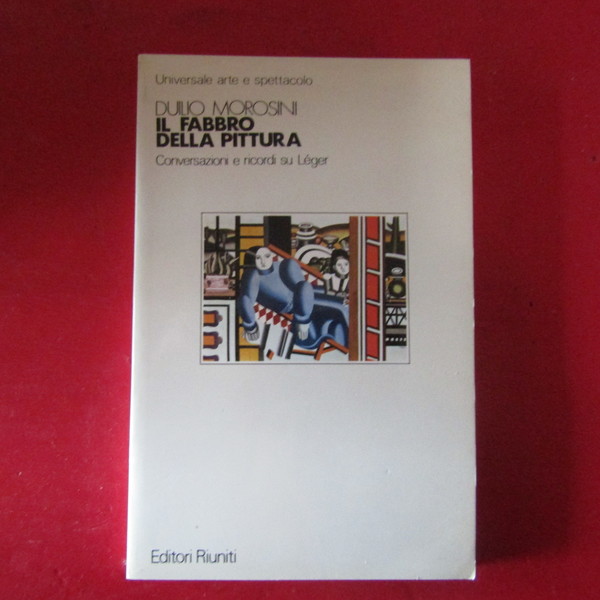 Universale arte e spettacolo
DUILIO MOROSINI
IL FABBRO
DELLA PITTURA
Conversazioni e ricordi su Léger
Editori Riuniti